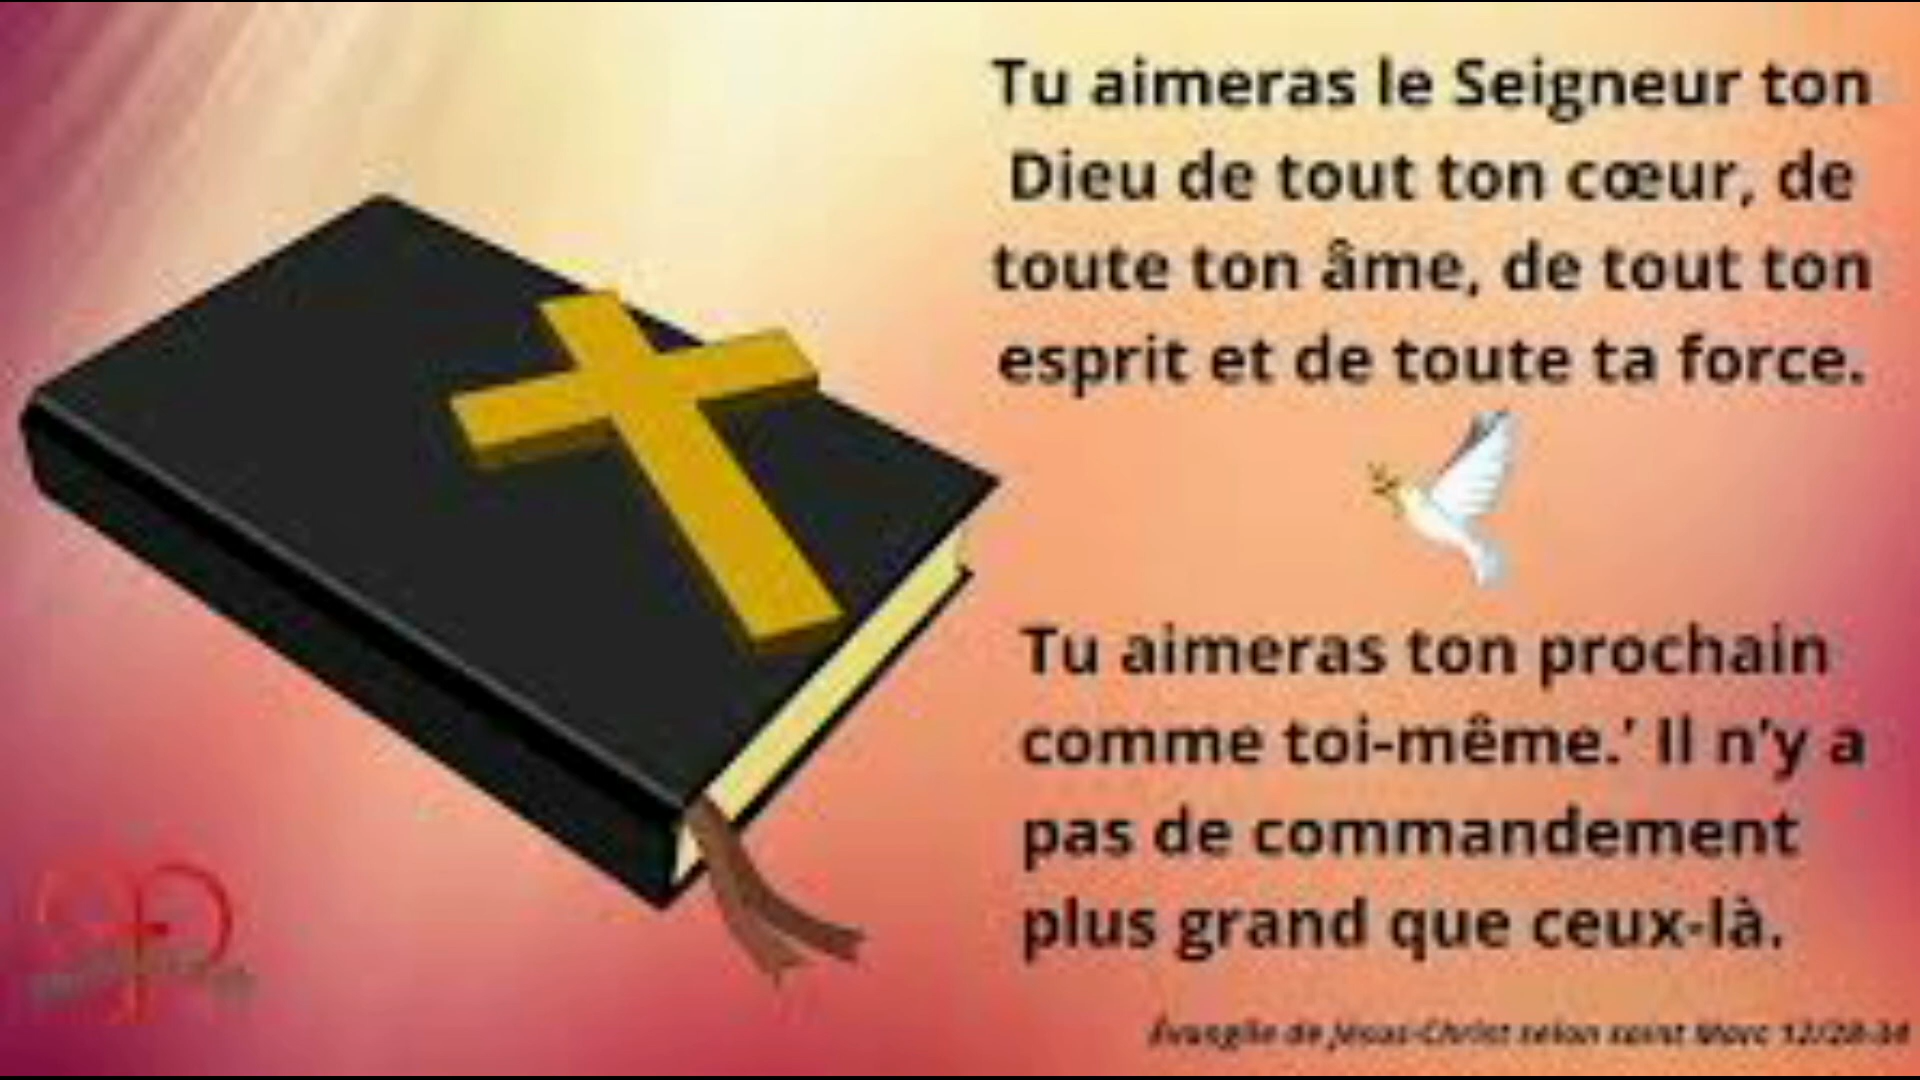 Tu aimeras le Seigneur ton
Dieu de tout ton cœur, de
toute ton âme, de tout ton
esprit et de toute ta force.
Tu aimeras ton prochain
comme toi-même.’ Il n’y a
pas de commandement
plus grand que ceux-là.
Évangile de Jésus-Christ selon saint Marc 12/28-34